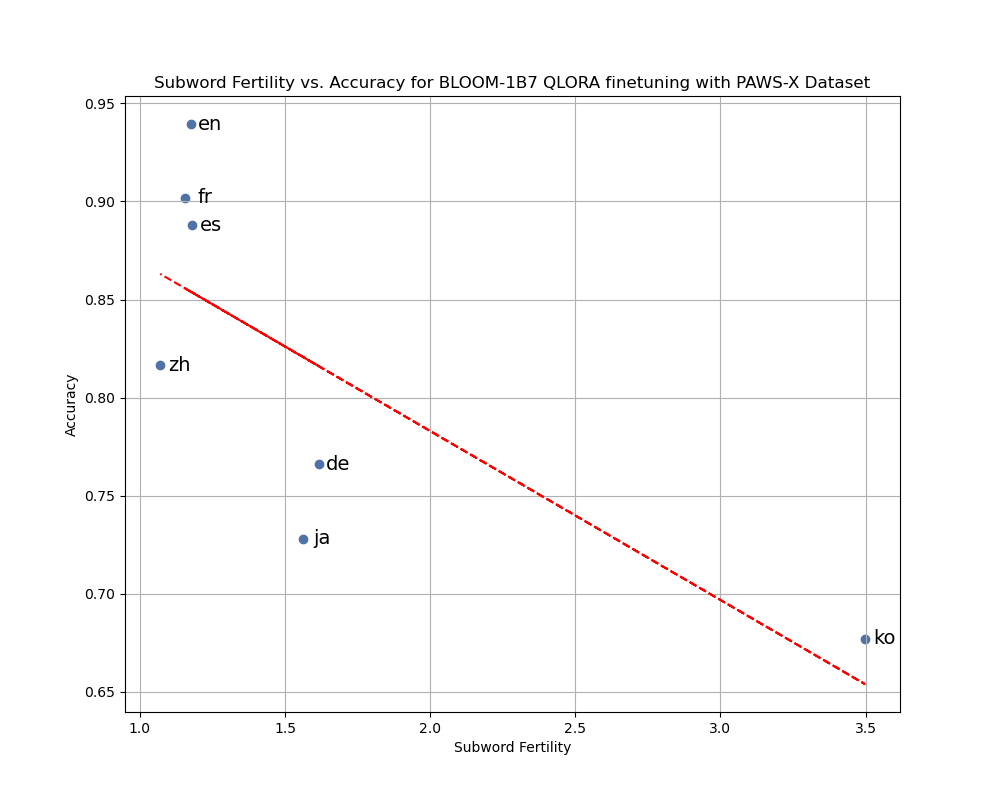 Subword Fertility vs. Accuracy for BLOOM-1B7 QLORA finetuning with PAWS-X Dataset
0.95
en
0.90
fr
es
0.85
zh
0.80
de
0.75
ja
0.70
ko
0.65
Accuracy
1.0 1.5 2.0 2.5 3.0 3.5
Subword Fertility